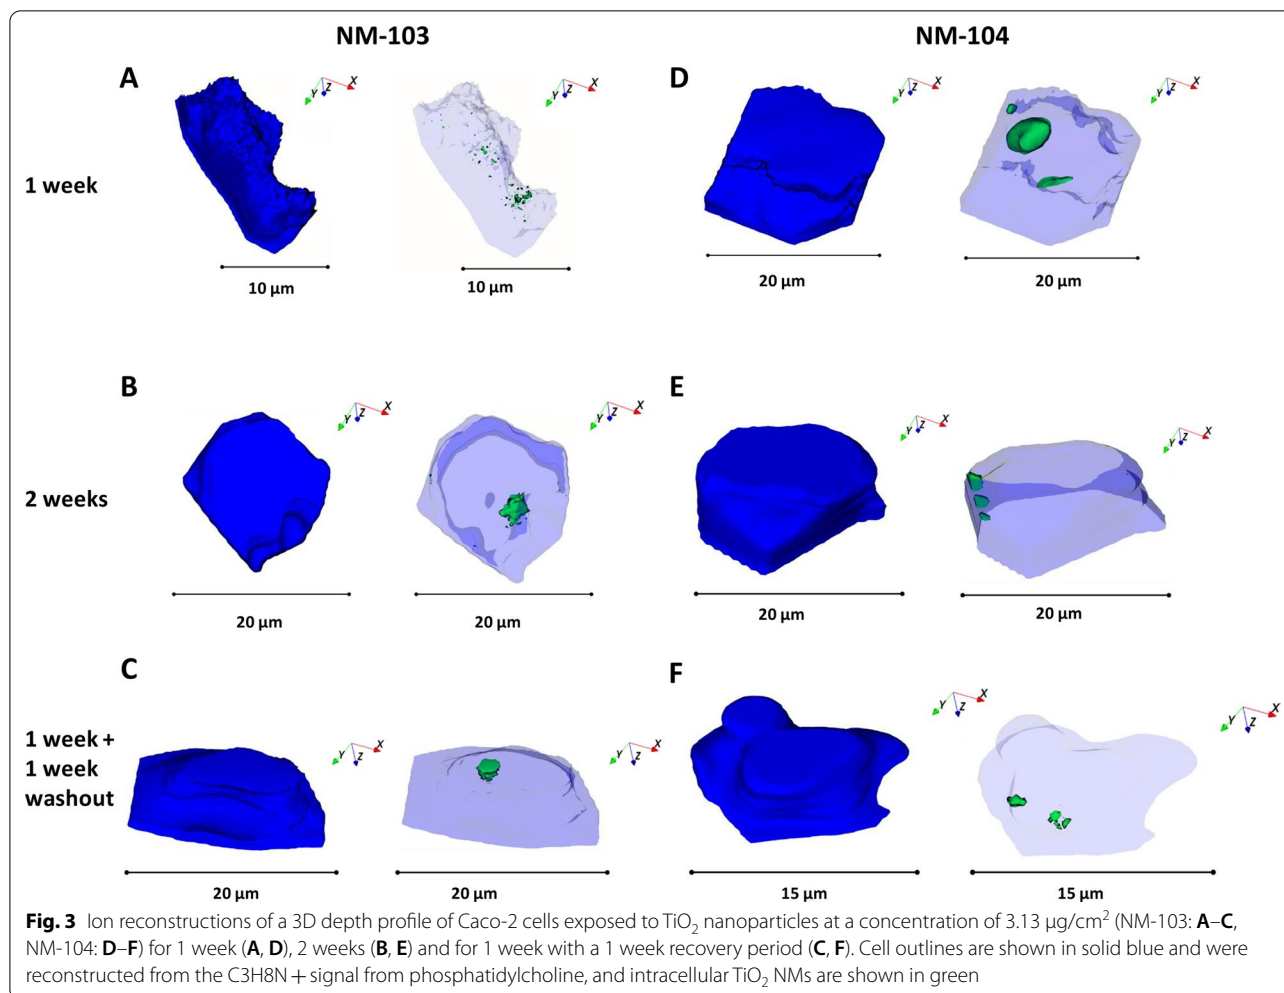 NM-103
NM-104
A
X
Y
Z
X
Y
Z
D
X
Y
Z
X
Y
Z
1 week
10 µm
10 µm
20 µm
20 µm
B
X
Y
Z
X
Y
Z
E
X
Y
Z
X
Y
Z
2 weeks
20 µm
20 µm
20 µm
20 µm
C
X
Y
Z
X
Y
Z
F
X
Y
Z
X
Y
Z
1 week +
1 week
washout
20 µm
20 µm
15 µm
15 µm
Fig. 3 Ion reconstructions of a 3D depth profile of Caco-2 cells exposed to TiO₂ nanoparticles at a concentration of 3.13 µg/cm² (NM-103: A–C,
NM-104: D–F) for 1 week (A, D), 2 weeks (B, E) and for 1 week with a 1 week recovery period (C, F). Cell outlines are shown in solid blue and were
reconstructed from the C3H8N + signal from phosphatidylcholine, and intracellular TiO₂ NMs are shown in green